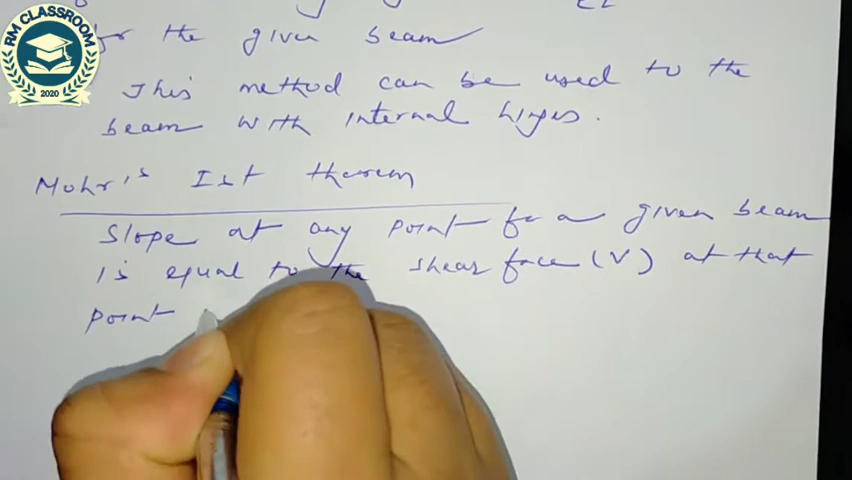 RM CLASSROOM
2020
EI
for the given beam
This method can be used to the
beam with internal hinges.
Mohr's Ist theorem
Slope at any point for a given beam
is equal to the shear force (V) at that
point